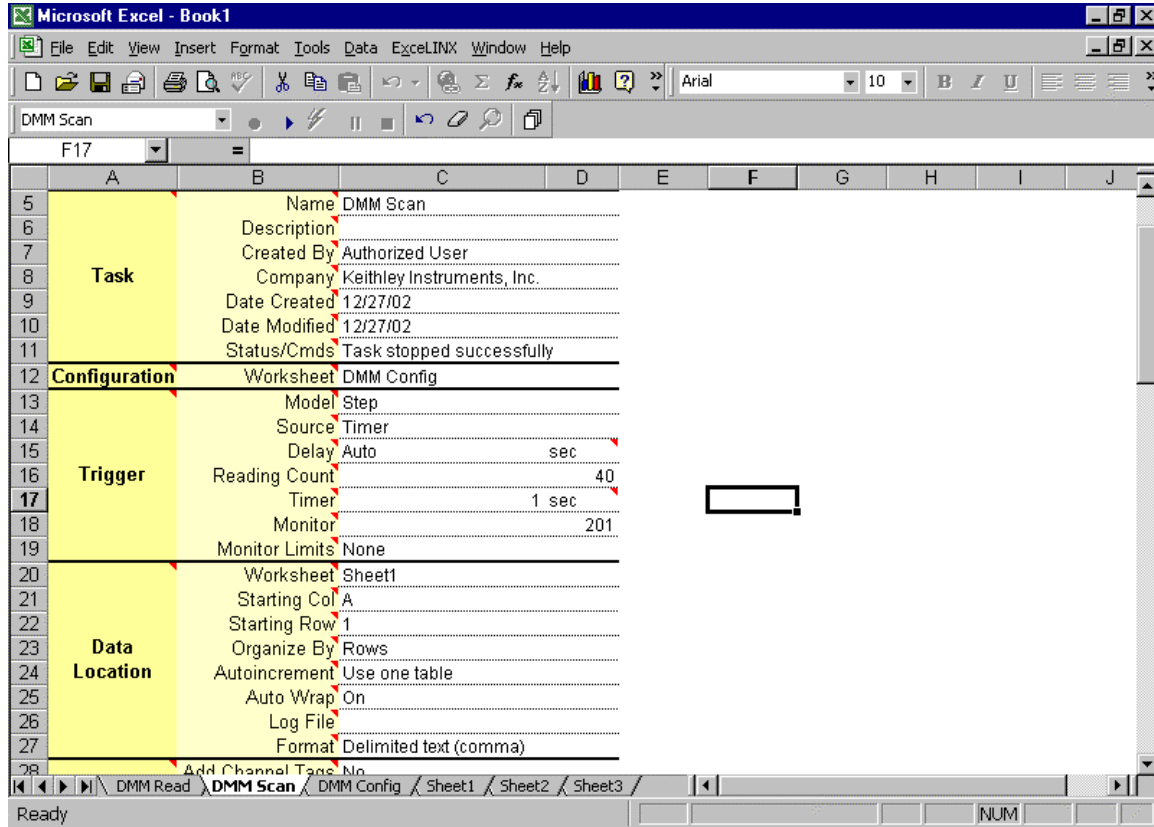 Microsoft Excel - Book1
File Edit View Insert Format Tools Data ExceLINX Window Help
ABC Arial 10 B I U
DMM Scan
F17 =
A B C D E F G H I J
5 Name DMM Scan
6 Description
7 Created By Authorized User
8 Task Company Keithley Instruments, Inc.
9 Date Created 12/27/02
10 Date Modified 12/27/02
11 Status/Cmds Task stopped successfully
12 Configuration Worksheet DMM Config
13 Model Step
14 Source Timer
15 Delay Auto sec
16 Trigger Reading Count 40
17 Timer 1 sec
18 Monitor 201
19 Monitor Limits None
20 Worksheet Sheet1
21 Starting Col A
22 Starting Row 1
23 Data Organize By Rows
24 Location Autoincrement Use one table
25 Auto Wrap On
26 Log File
27 Format Delimited text (comma)
28 Add Channel Tags No
DMM Read DMM Scan DMM Config Sheet1 Sheet2 Sheet3
Ready NUM